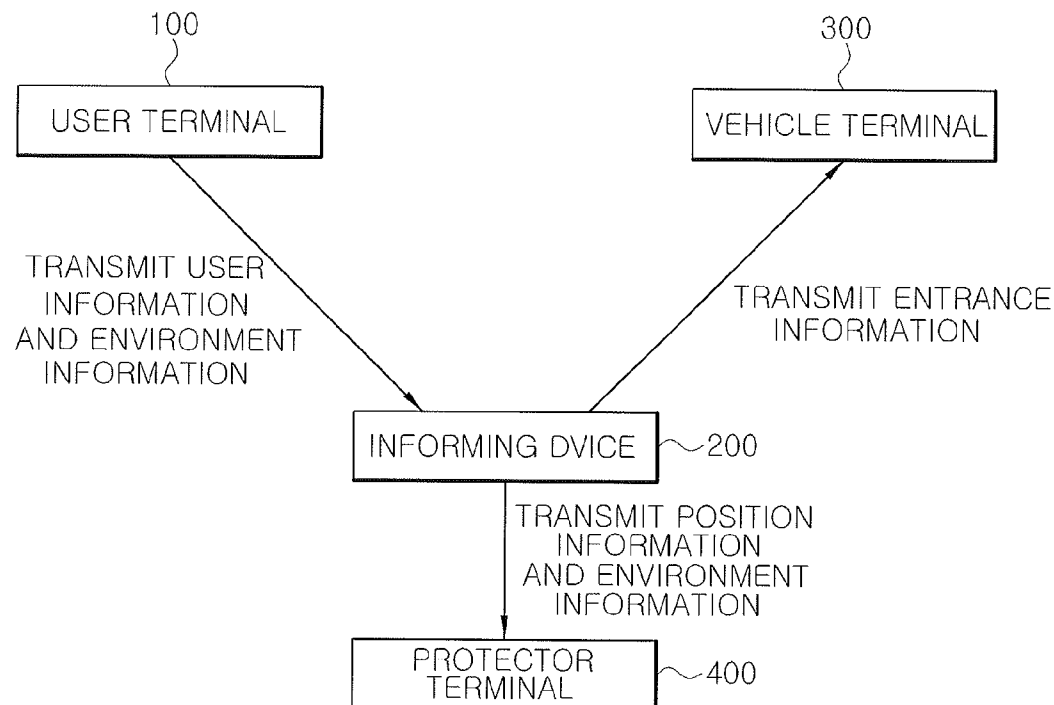 100
USER TERMINAL
300
VEHICLE TERMINAL
TRANSMIT USER
INFORMATION
AND ENVIRONMENT
INFORMATION
TRANSMIT ENTRANCE
INFORMATION
INFORMING DVICE
200
TRANSMIT POSITION
INFORMATION
AND ENVIRONMENT
INFORMATION
PROTECTOR
TERMINAL
400